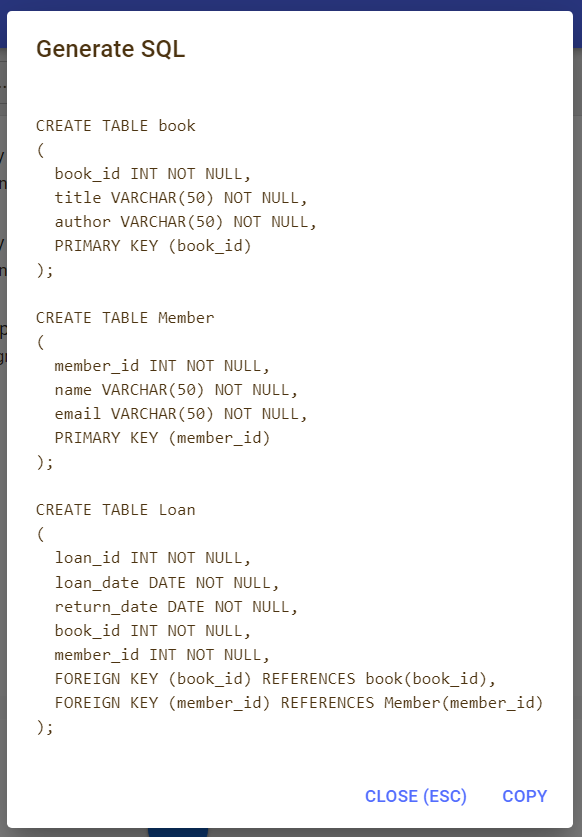 Generate SQL
CREATE TABLE book
(
  book_id INT NOT NULL,
  title VARCHAR(50) NOT NULL,
  author VARCHAR(50) NOT NULL,
  PRIMARY KEY (book_id)
);
CREATE TABLE Member
(
  member_id INT NOT NULL,
  name VARCHAR(50) NOT NULL,
  email VARCHAR(50) NOT NULL,
  PRIMARY KEY (member_id)
);
CREATE TABLE Loan
(
  loan_id INT NOT NULL,
  loan_date DATE NOT NULL,
  return_date DATE NOT NULL,
  book_id INT NOT NULL,
  member_id INT NOT NULL,
  FOREIGN KEY (book_id) REFERENCES book(book_id),
  FOREIGN KEY (member_id) REFERENCES Member(member_id)
);
CLOSE (ESC) COPY